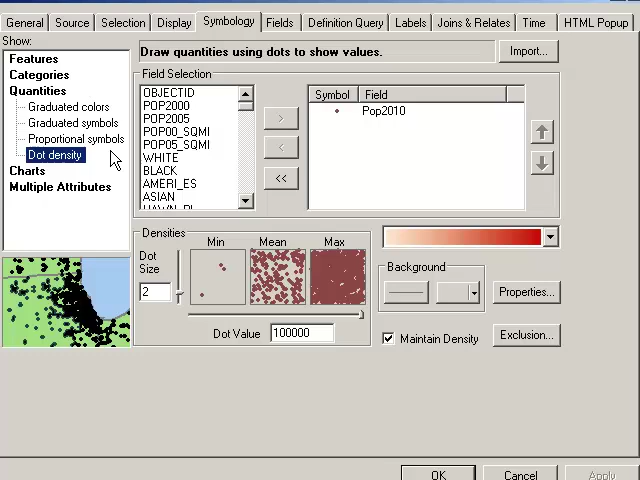 General Source Selection Display Symbology Fields Definition Query Labels Joins & Relates Time HTML Popup
Show:
Features
Categories
Quantities
Graduated colors
Graduated symbols
Proportional symbols
Dot density
Charts
Multiple Attributes
Draw quantities using dots to show values.
Import...
Field Selection
OBJECTID
POP2000
POP2005
POP00_SQMI
POP05_SQMI
WHITE
BLACK
AMERI_ES
ASIAN
>
<
<<
Symbol Field
Pop2010
Densities
Dot
Size
2
Min Mean Max
Dot Value 100000
Background
Properties...
Maintain Density
Exclusion...
OK Cancel Apply